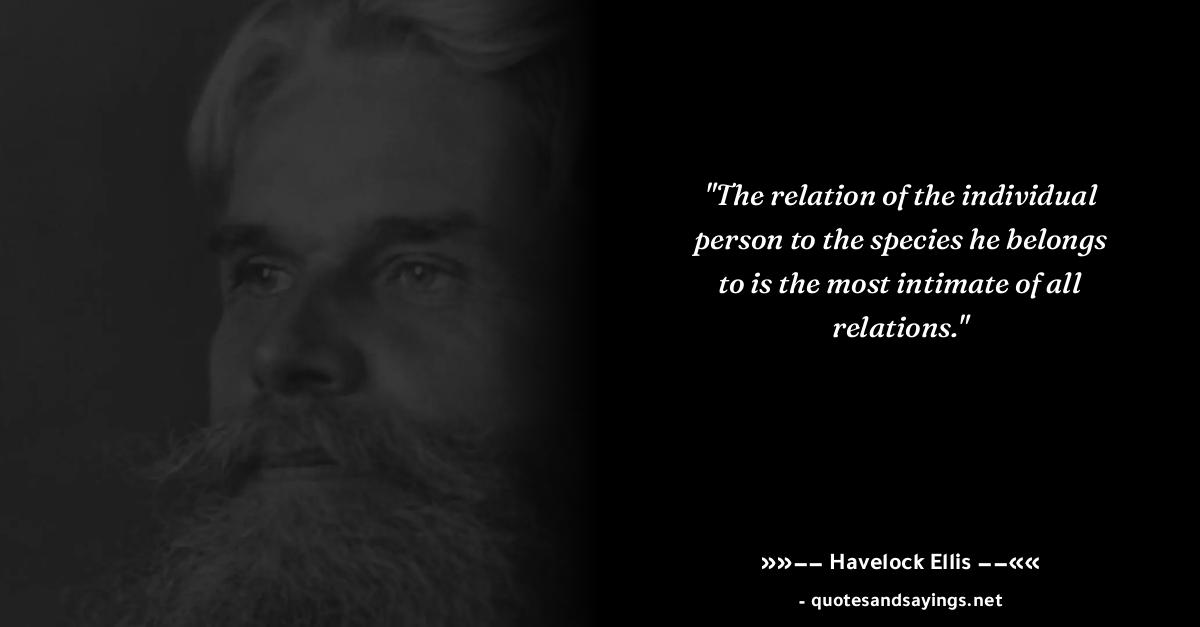 "The relation of the individual
person to the species he belongs
to is the most intimate of all
relations."
»»−− Havelock Ellis −−««
- quotesandsayings.net